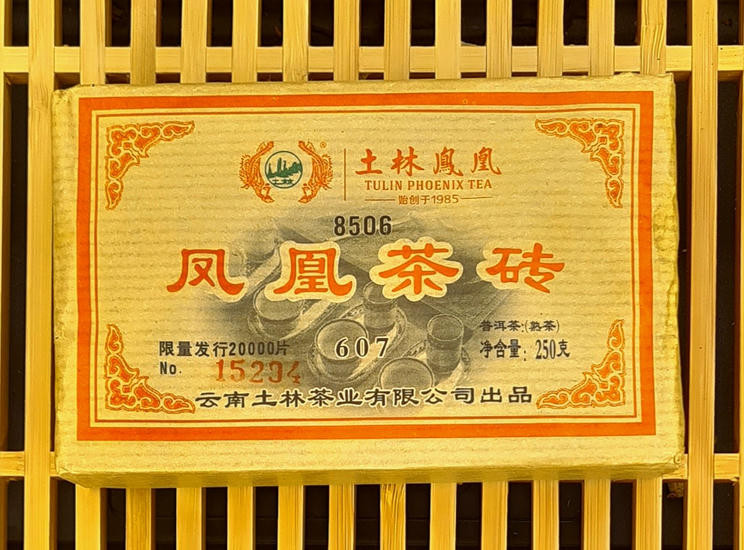 土林
土林鳳凰
TULIN PHOENIX TEA
始创于1985
8506
凤凰茶砖
普洱茶:(熟茶)
限量发行20000片
607
净含量: 250克
No. 15294
云南土林茶业有限公司出品